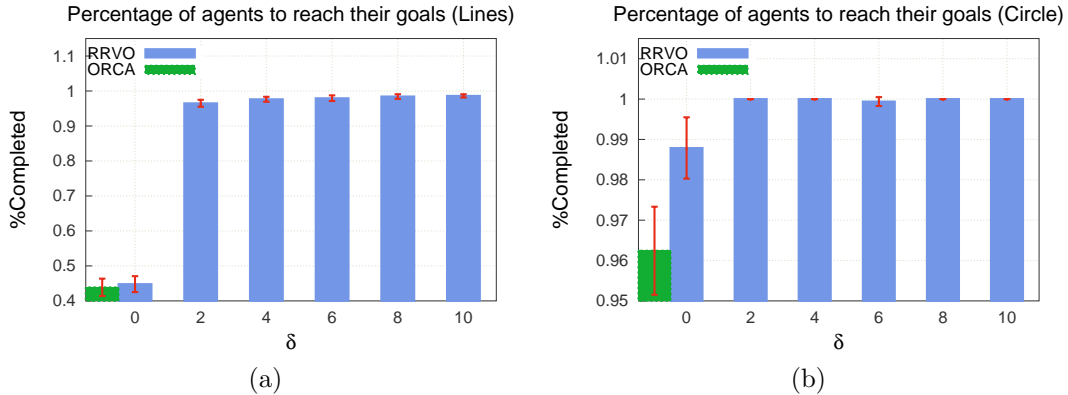 Percentage of agents to reach their goals (Lines)
RRVO
ORCA
1.1
1
0.9
0.8
0.7
0.6
0.5
0.4
%Completed
0 2 4 6 8 10
δ
(a)
Percentage of agents to reach their goals (Circle)
RRVO
ORCA
1.01
1
0.99
0.98
0.97
0.96
0.95
%Completed
0 2 4 6 8 10
δ
(b)